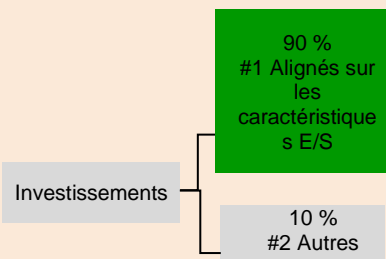 90 %
#1 Alignés sur
les
caractéristique
s E/S
Investissements
10 %
#2 Autres